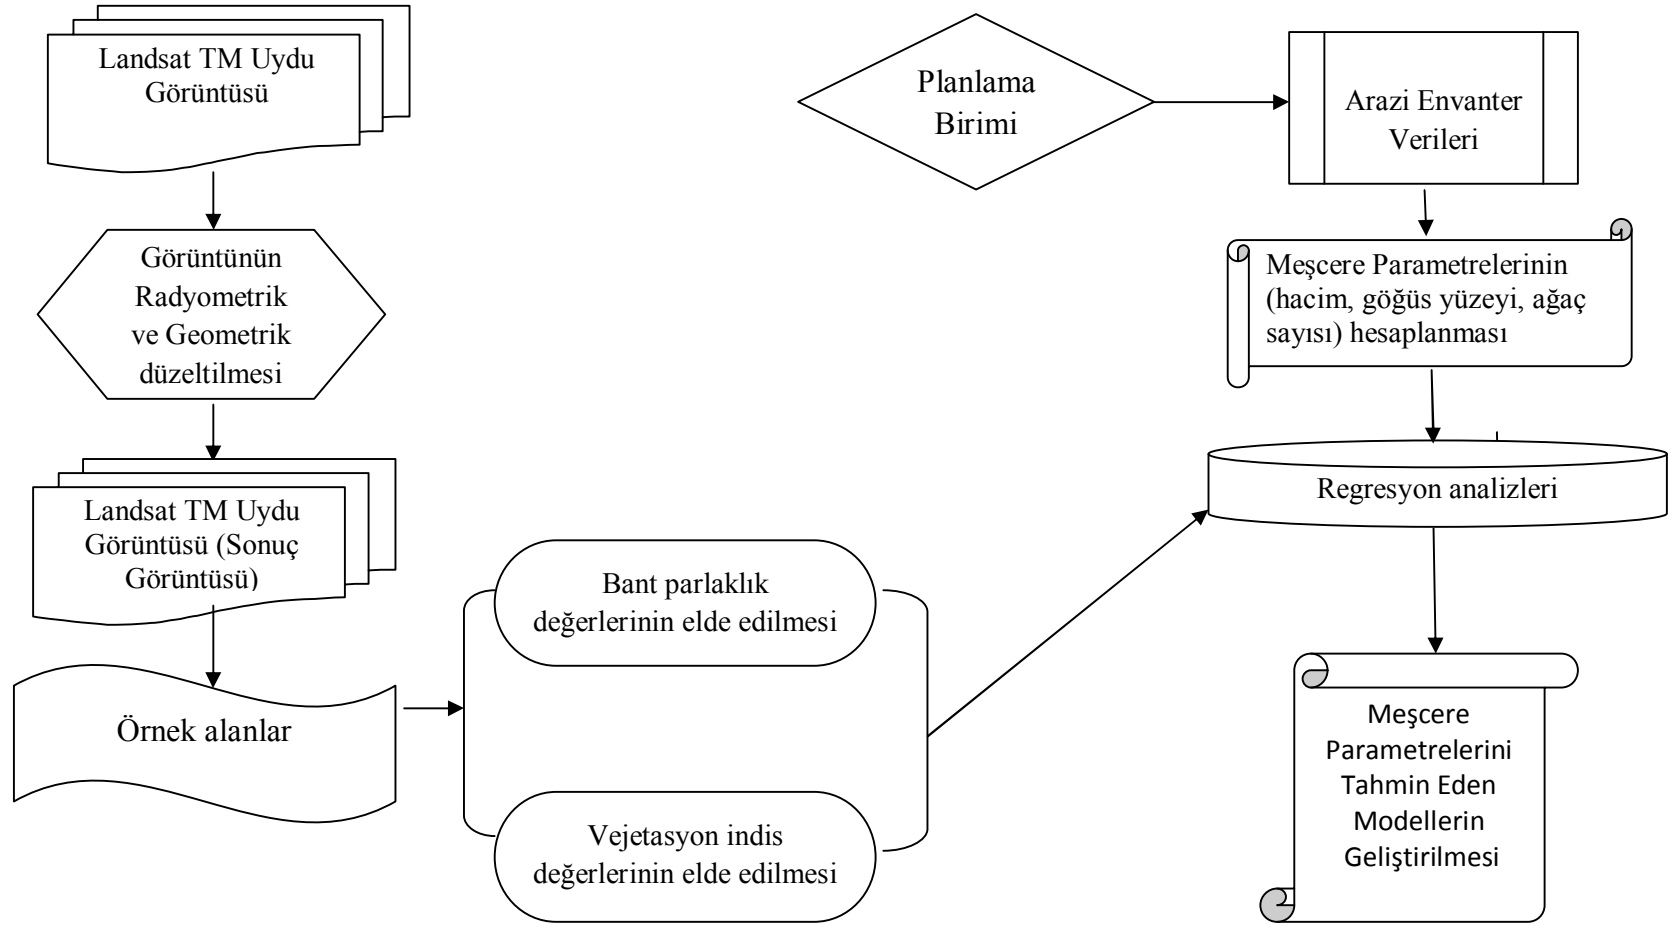 Landsat TM Uydu
Görüntüsü
Görüntünün
Radyometrik
ve Geometrik
düzeltilmesi
Landsat TM Uydu
Görüntüsü (Sonuç
Görüntüsü)
Örnek alanlar
Bant parlaklık
değerlerinin elde edilmesi
Vejetasyon indis
değerlerinin elde edilmesi
Planlama
Birimi
Arazi Envanter
Verileri
Meşcere Parametrelerinin
(hacim, göğüs yüzeyi, ağaç
sayısı) hesaplanması
Regresyon analizleri
Meşcere
Parametrelerini
Tahmin Eden
Modellerin
Geliştirilmesi